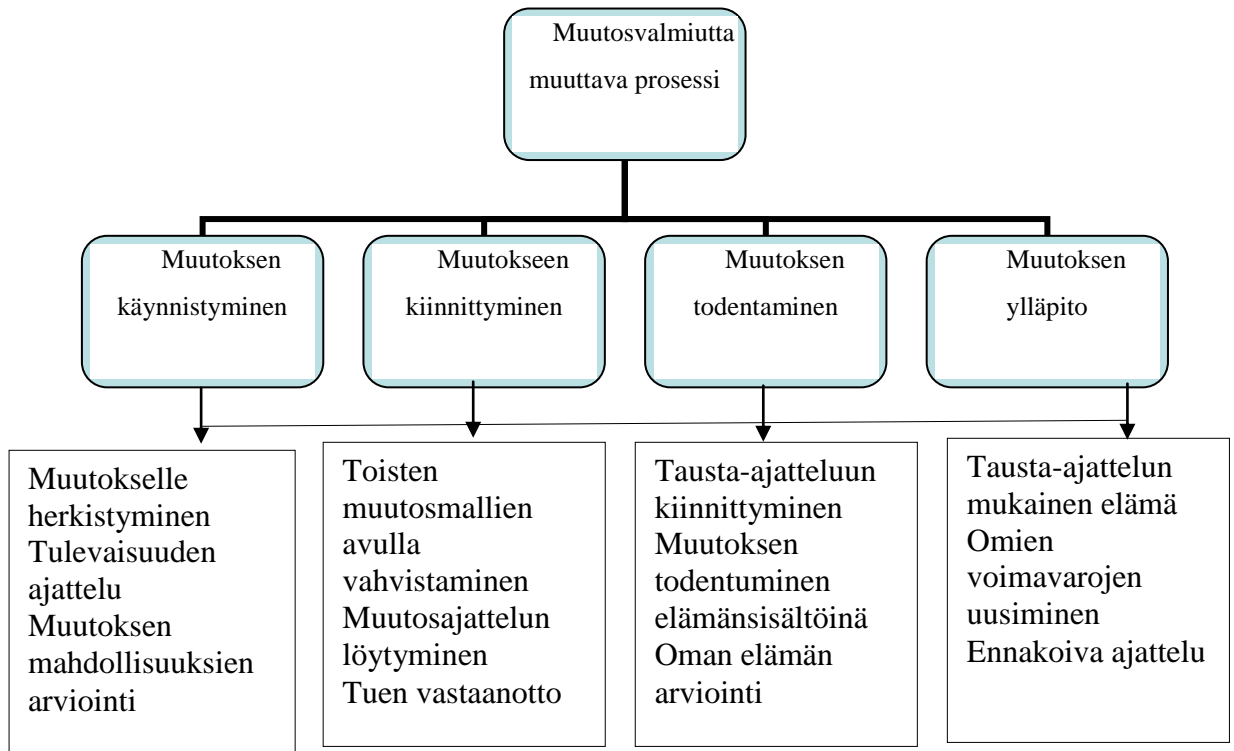 Muutosvalmiutta
muuttava prosessi
Muutoksen
käynnistyminen
Muutokseen
kiinnittyminen
Muutoksen
todentaminen
Muutoksen
ylläpito
Muutokselle
herkistyminen
Tulevaisuuden
ajattelu
Muutoksen
mahdollisuuksien
arviointi
Toisten
muutosmallien
avulla
vahvistaminen
Muutosajattelun
löytyminen
Tuen vastaanotto
Tausta-ajatteluun
kiinnittyminen
Muutoksen
todentuminen
elämänsisältöinä
Oman elämän
arviointi
Tausta-ajattelun
mukainen elämä
Omien
voimavarojen
uusiminen
Ennakoiva ajattelu